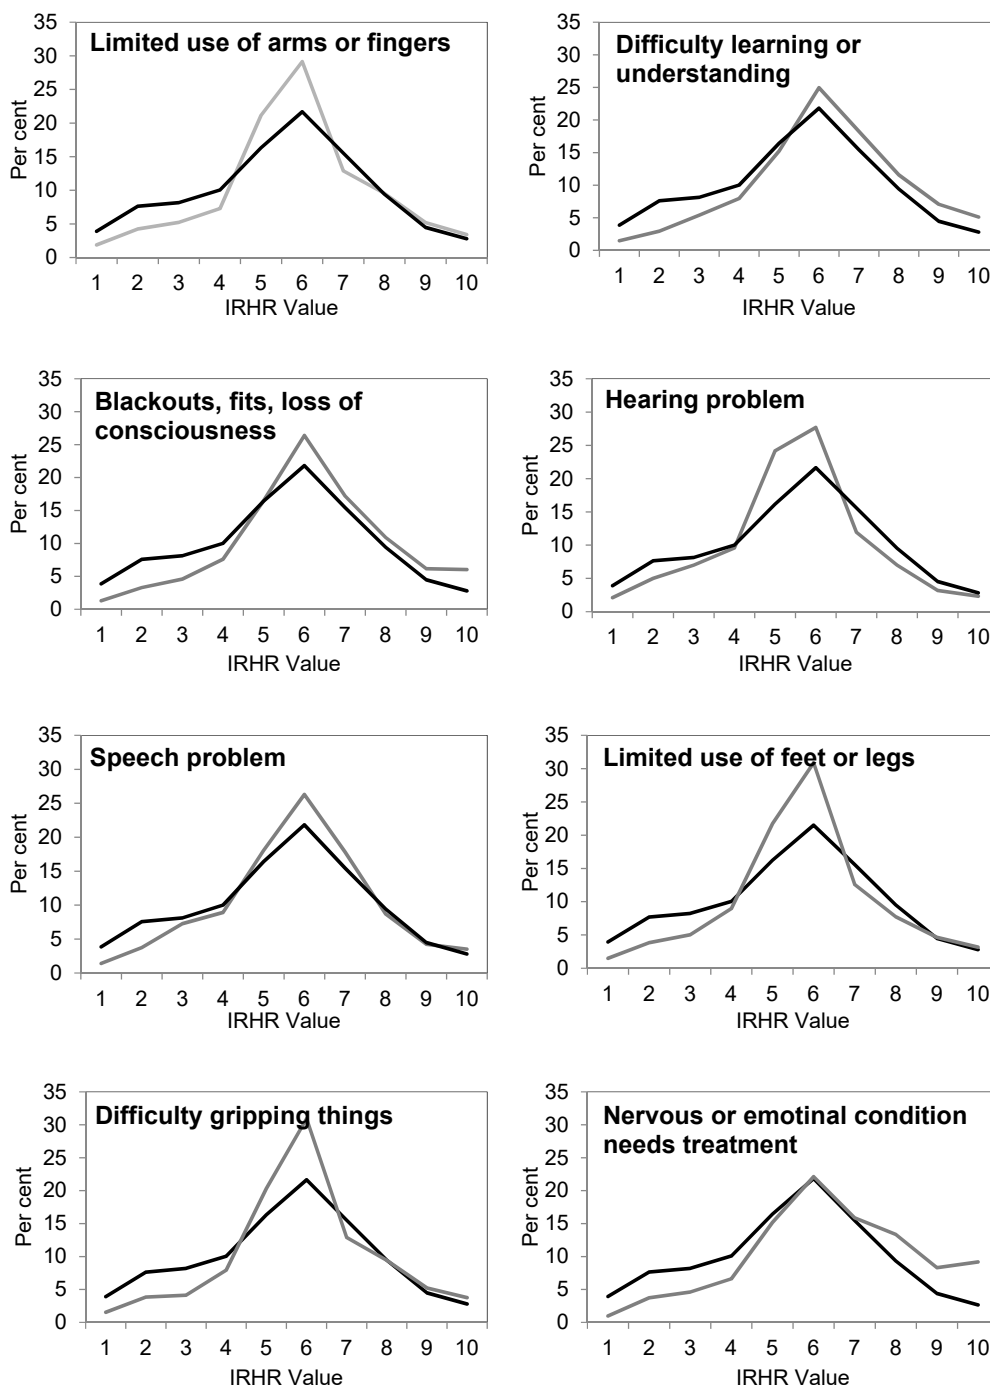 35
30
25
20
15
10
5
0
Per cent
Limited use of arms or fingers
1 2 3 4 5 6 7 8 9 10
IRHR Value
35
30
25
20
15
10
5
0
Per cent
Difficulty learning or
understanding
1 2 3 4 5 6 7 8 9 10
IRHR Value
35
30
25
20
15
10
5
0
Per cent
Blackouts, fits, loss of
consciousness
1 2 3 4 5 6 7 8 9 10
IRHR Value
35
30
25
20
15
10
5
0
Per cent
Hearing problem
1 2 3 4 5 6 7 8 9 10
IRHR Value
35
30
25
20
15
10
5
0
Per cent
Speech problem
1 2 3 4 5 6 7 8 9 10
IRHR Value
35
30
25
20
15
10
5
0
Per cent
Limited use of feet or legs
1 2 3 4 5 6 7 8 9 10
IRHR Value
35
30
25
20
15
10
5
0
Per cent
Difficulty gripping things
1 2 3 4 5 6 7 8 9 10
IRHR Value
35
30
25
20
15
10
5
0
Per cent
Nervous or emotinal condition
needs treatment
1 2 3 4 5 6 7 8 9 10
IRHR Value